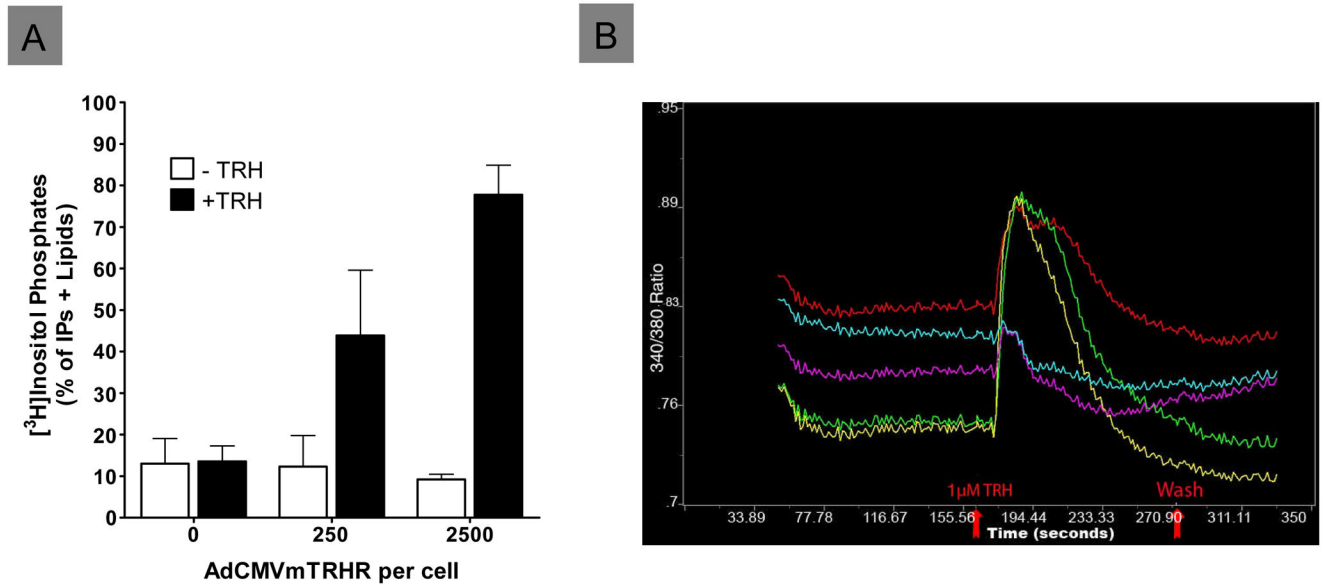 A
B
100
90
80
70
60
50
40
30
20
10
0
[³H]Inositol Phosphates
(% of IPs + Lipids)
- TRH
+TRH
0 250 2500
AdCMVmTRHR per cell
.95
.89
.83
.76
.7
340/380 Ratio
1µM TRH
Wash
33.89 77.78 116.67 155.56 194.44 233.33 270.90 311.11 350
Time (seconds)